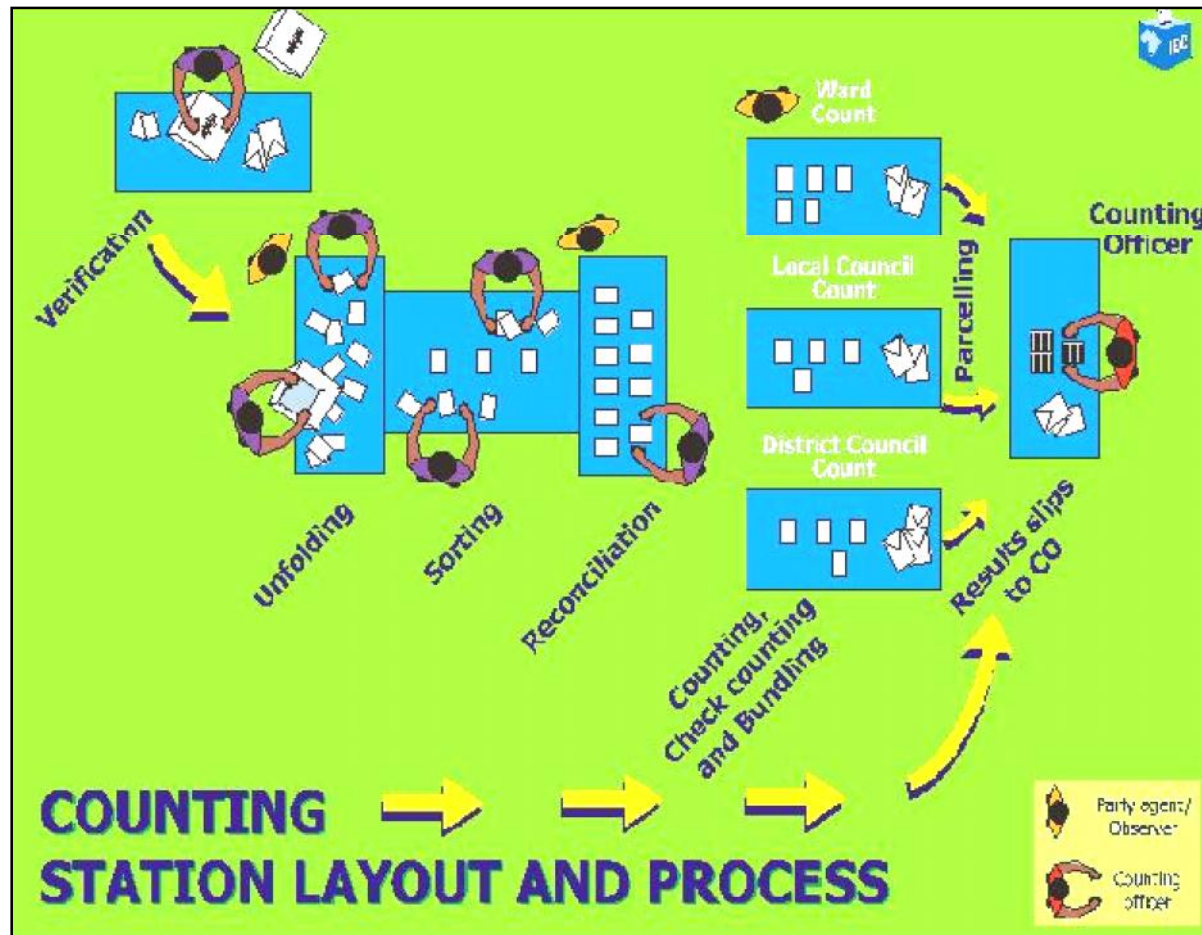 IEC
Ward
Count
Verification
Counting
Officer
Local Council
Count
Parcelling
District Council
Count
Unfolding
Sorting
Reconciliation
Counting,
Check counting
and Bundling
Results slips
to CO
COUNTING
STATION LAYOUT AND PROCESS
Party agent/
Observer
Counting
officer